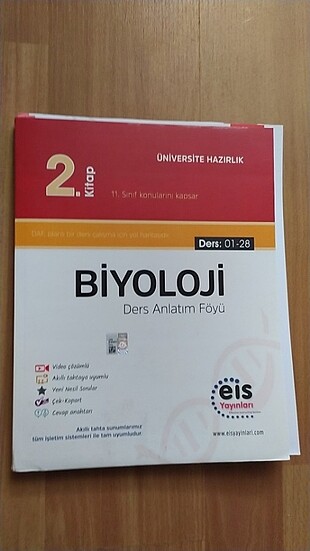 ÜNİVERSİTE HAZIRLIK
2. Kitap
11. Sınıf konularını kapsar
Ders: 01-28
BİYOLOJİ
Ders Anlatım Föyü
Video çözümlü
Akıllı tahtaya uyumlu
Yeni Nesil Sorular
Çek-Kopart
Cevap anahtarı
eis
Yayınları
Akıllı tahta sunumlarımız
tüm işletim sistemleri ile tam uyumludur.
www.eisyayinlari.com